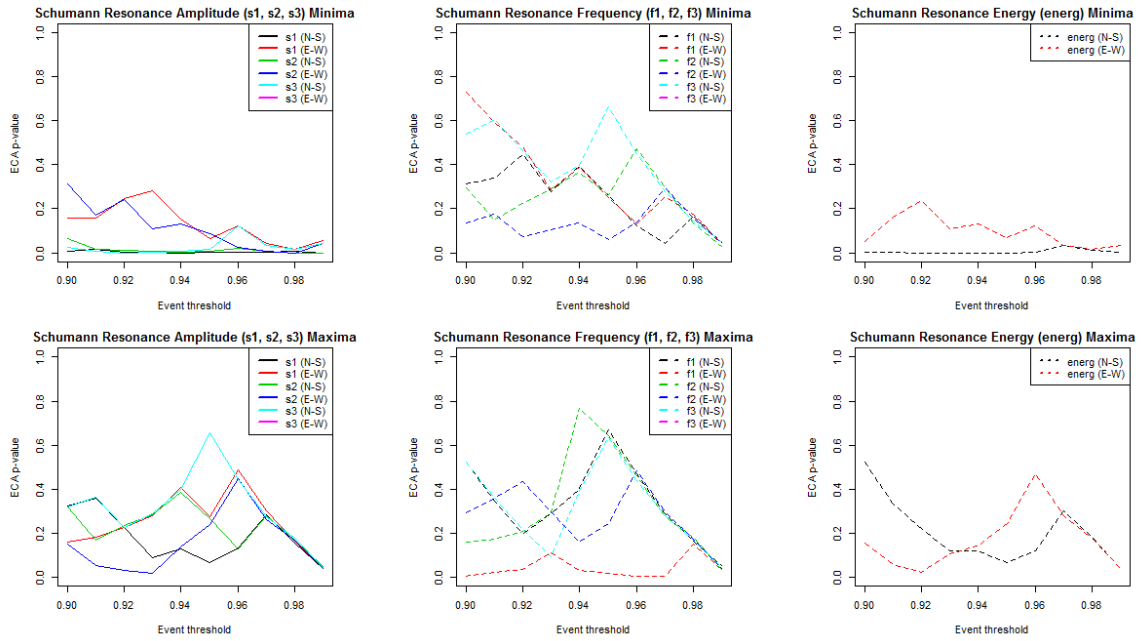 Schumann Resonance Amplitude (s1, s2, s3) Minima
1.0
0.8
0.6
0.4
0.2
0.0
ECA p-value
s1 (N-S)
s1 (E-W)
s2 (N-S)
s2 (E-W)
s3 (N-S)
s3 (E-W)
0.90 0.92 0.94 0.96 0.98
Event threshold
Schumann Resonance Frequency (f1, f2, f3) Minima
1.0
0.8
0.6
0.4
0.2
0.0
ECA p-value
f1 (N-S)
f1 (E-W)
f2 (N-S)
f2 (E-W)
f3 (N-S)
f3 (E-W)
0.90 0.92 0.94 0.96 0.98
Event threshold
Schumann Resonance Energy (energ) Minima
1.0
0.8
0.6
0.4
0.2
0.0
ECA p-value
energ (N-S)
energ (E-W)
0.90 0.92 0.94 0.96 0.98
Event threshold
Schumann Resonance Amplitude (s1, s2, s3) Maxima
1.0
0.8
0.6
0.4
0.2
0.0
ECA p-value
s1 (N-S)
s1 (E-W)
s2 (N-S)
s2 (E-W)
s3 (N-S)
s3 (E-W)
0.90 0.92 0.94 0.96 0.98
Event threshold
Schumann Resonance Frequency (f1, f2, f3) Maxima
1.0
0.8
0.6
0.4
0.2
0.0
ECA p-value
f1 (N-S)
f1 (E-W)
f2 (N-S)
f2 (E-W)
f3 (N-S)
f3 (E-W)
0.90 0.92 0.94 0.96 0.98
Event threshold
Schumann Resonance Energy (energ) Maxima
1.0
0.8
0.6
0.4
0.2
0.0
ECA p-value
energ (N-S)
energ (E-W)
0.90 0.92 0.94 0.96 0.98
Event threshold